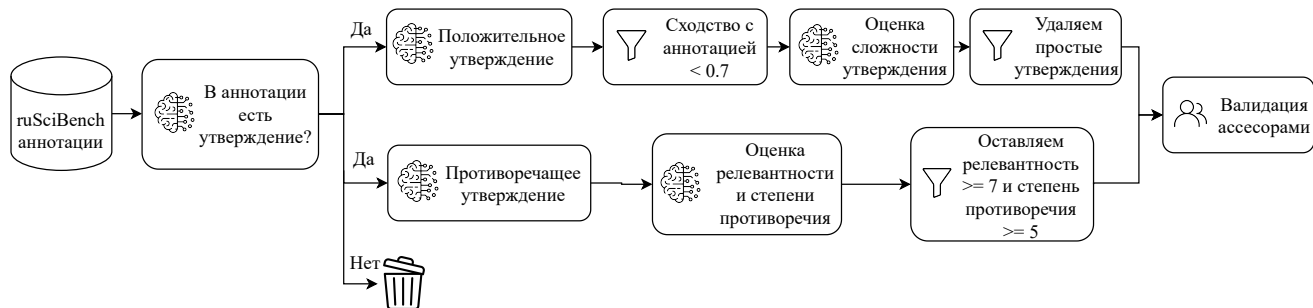 ruSciBench
аннотации
В аннотации
есть
утверждение?
Да
Положительное
утверждение
Сходство с
аннотацией
< 0.7
Оценка
сложности
утверждения
Удаляем
простые
утверждения
Да
Противоречащее
утверждение
Оценка
релевантности
и степени
противоречия
Оставляем
релевантность
>= 7 и степень
противоречия
>= 5
Валидация
ассесорами
Нет